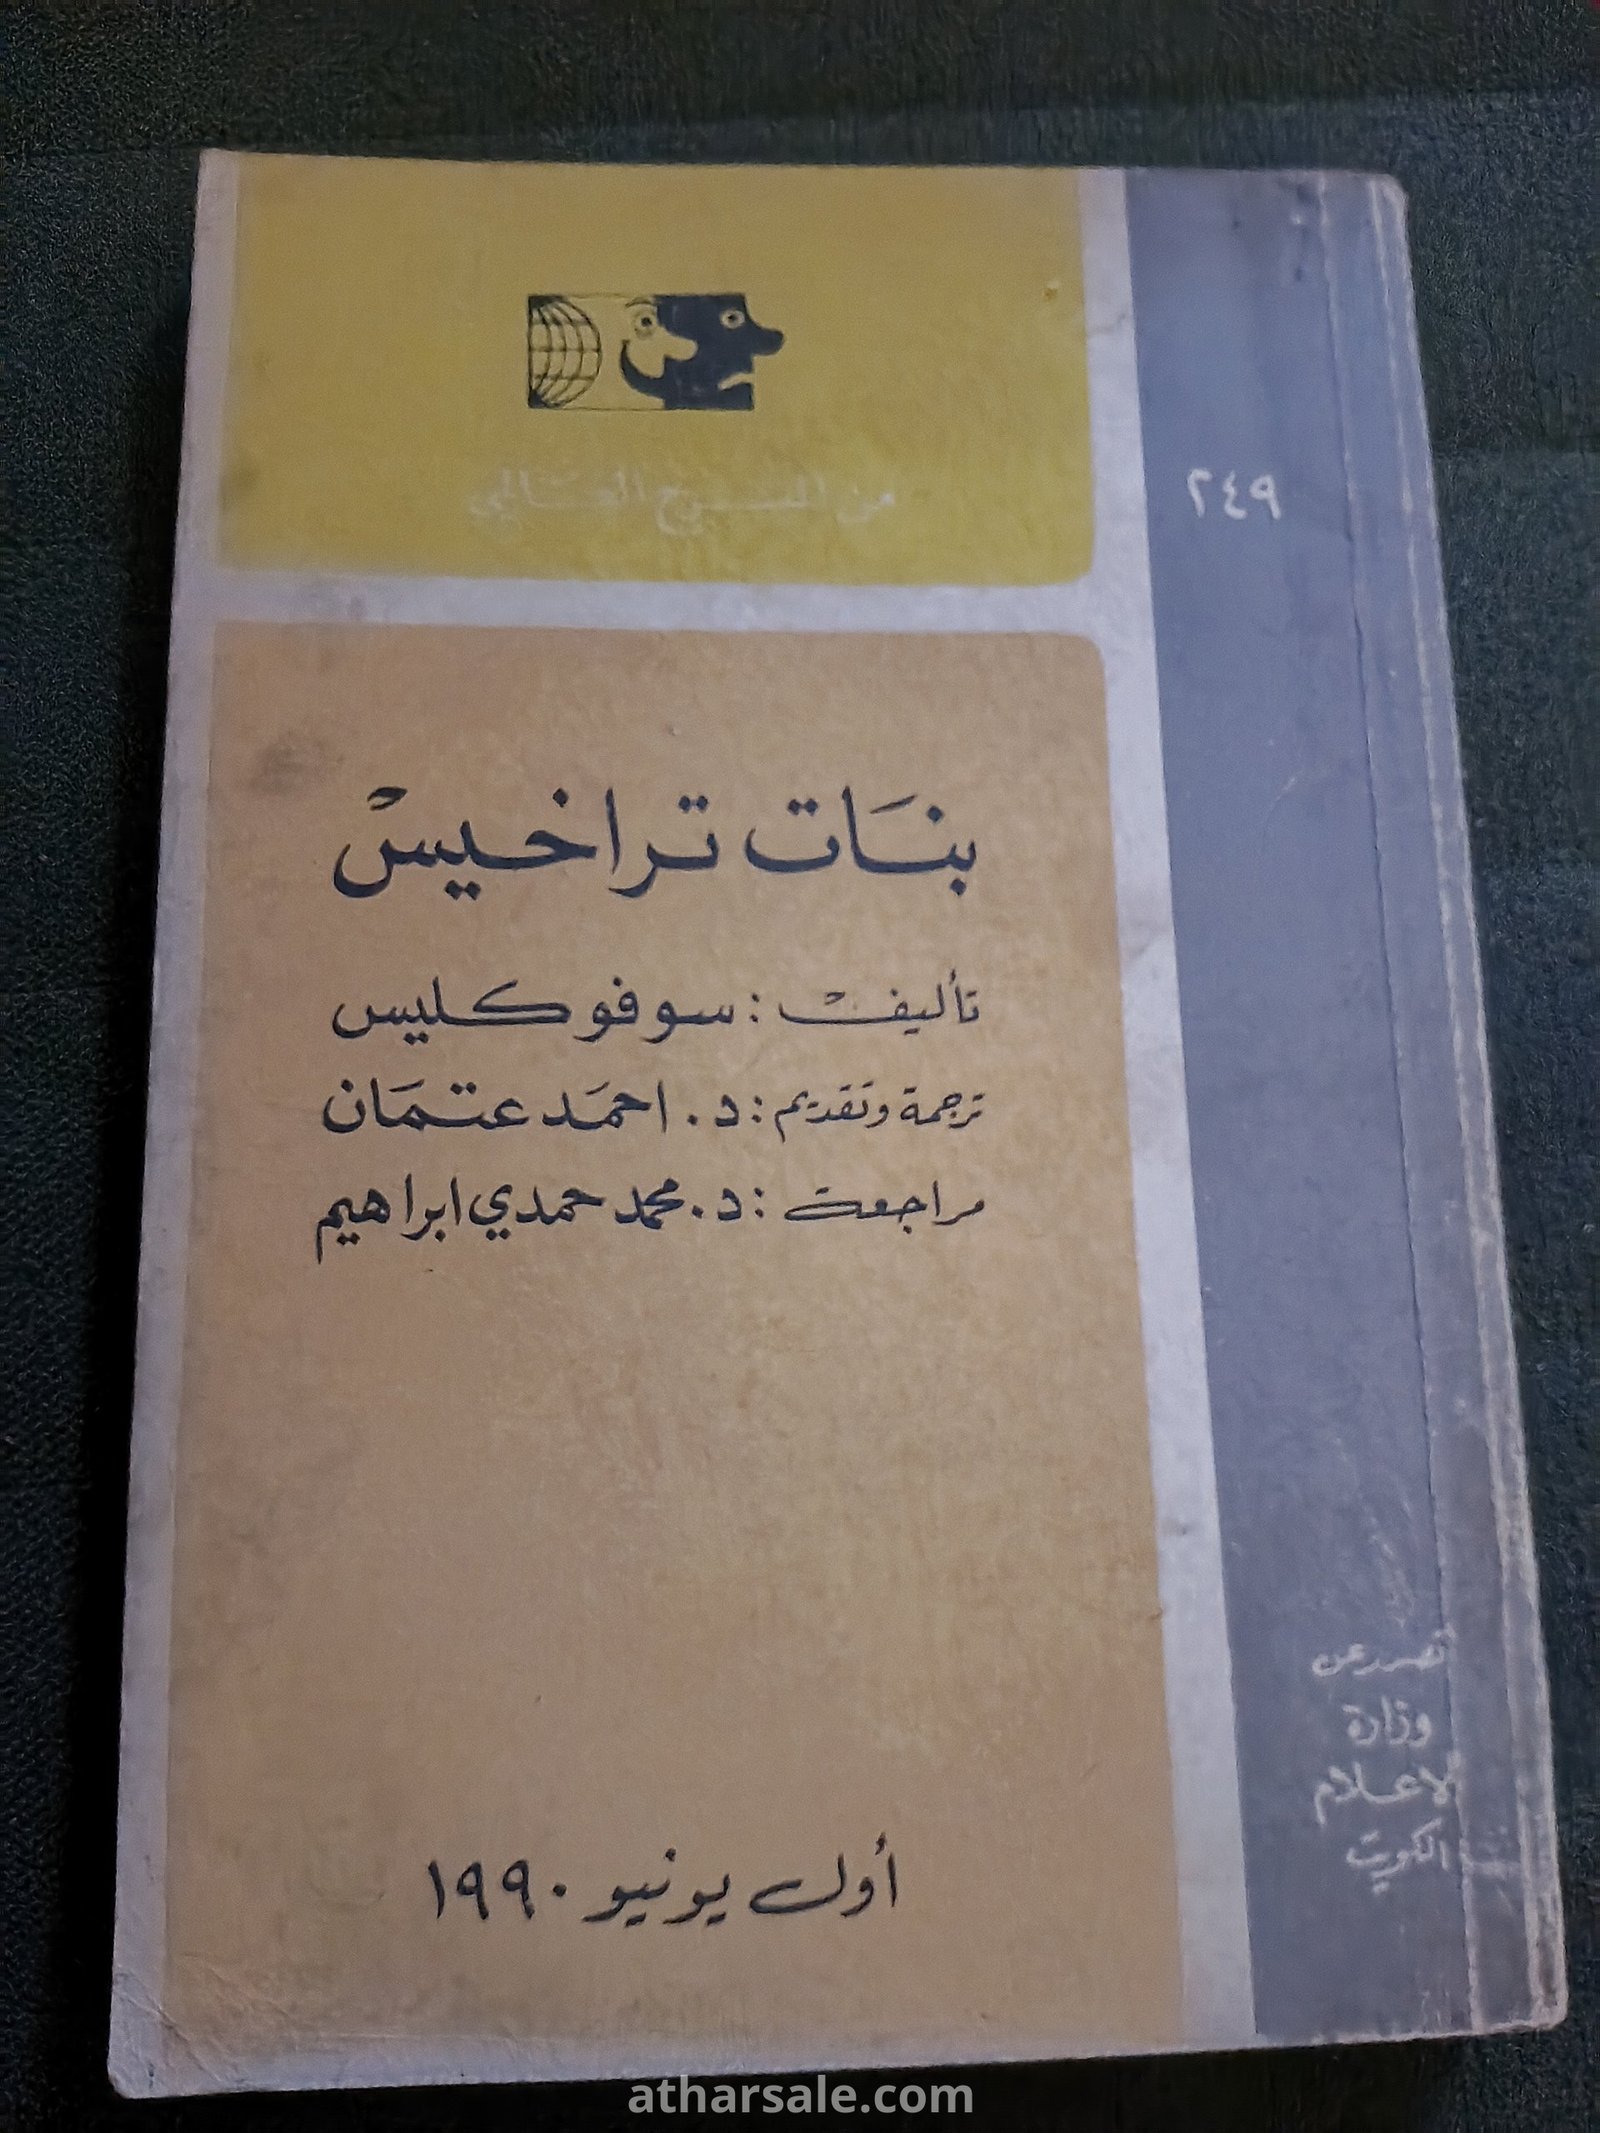 من المسرح العالمي
٢٤٩
بنات تراخيس
تأليف : سوفوكليس
ترجمة وتقديم : د. احمد عتمان
مراجعة : د. محمد حمدي ابراهيم
أول يونيو ١٩٩٠
تصدر عن
وزارة
الاعلام
الكويت
atharsale.com